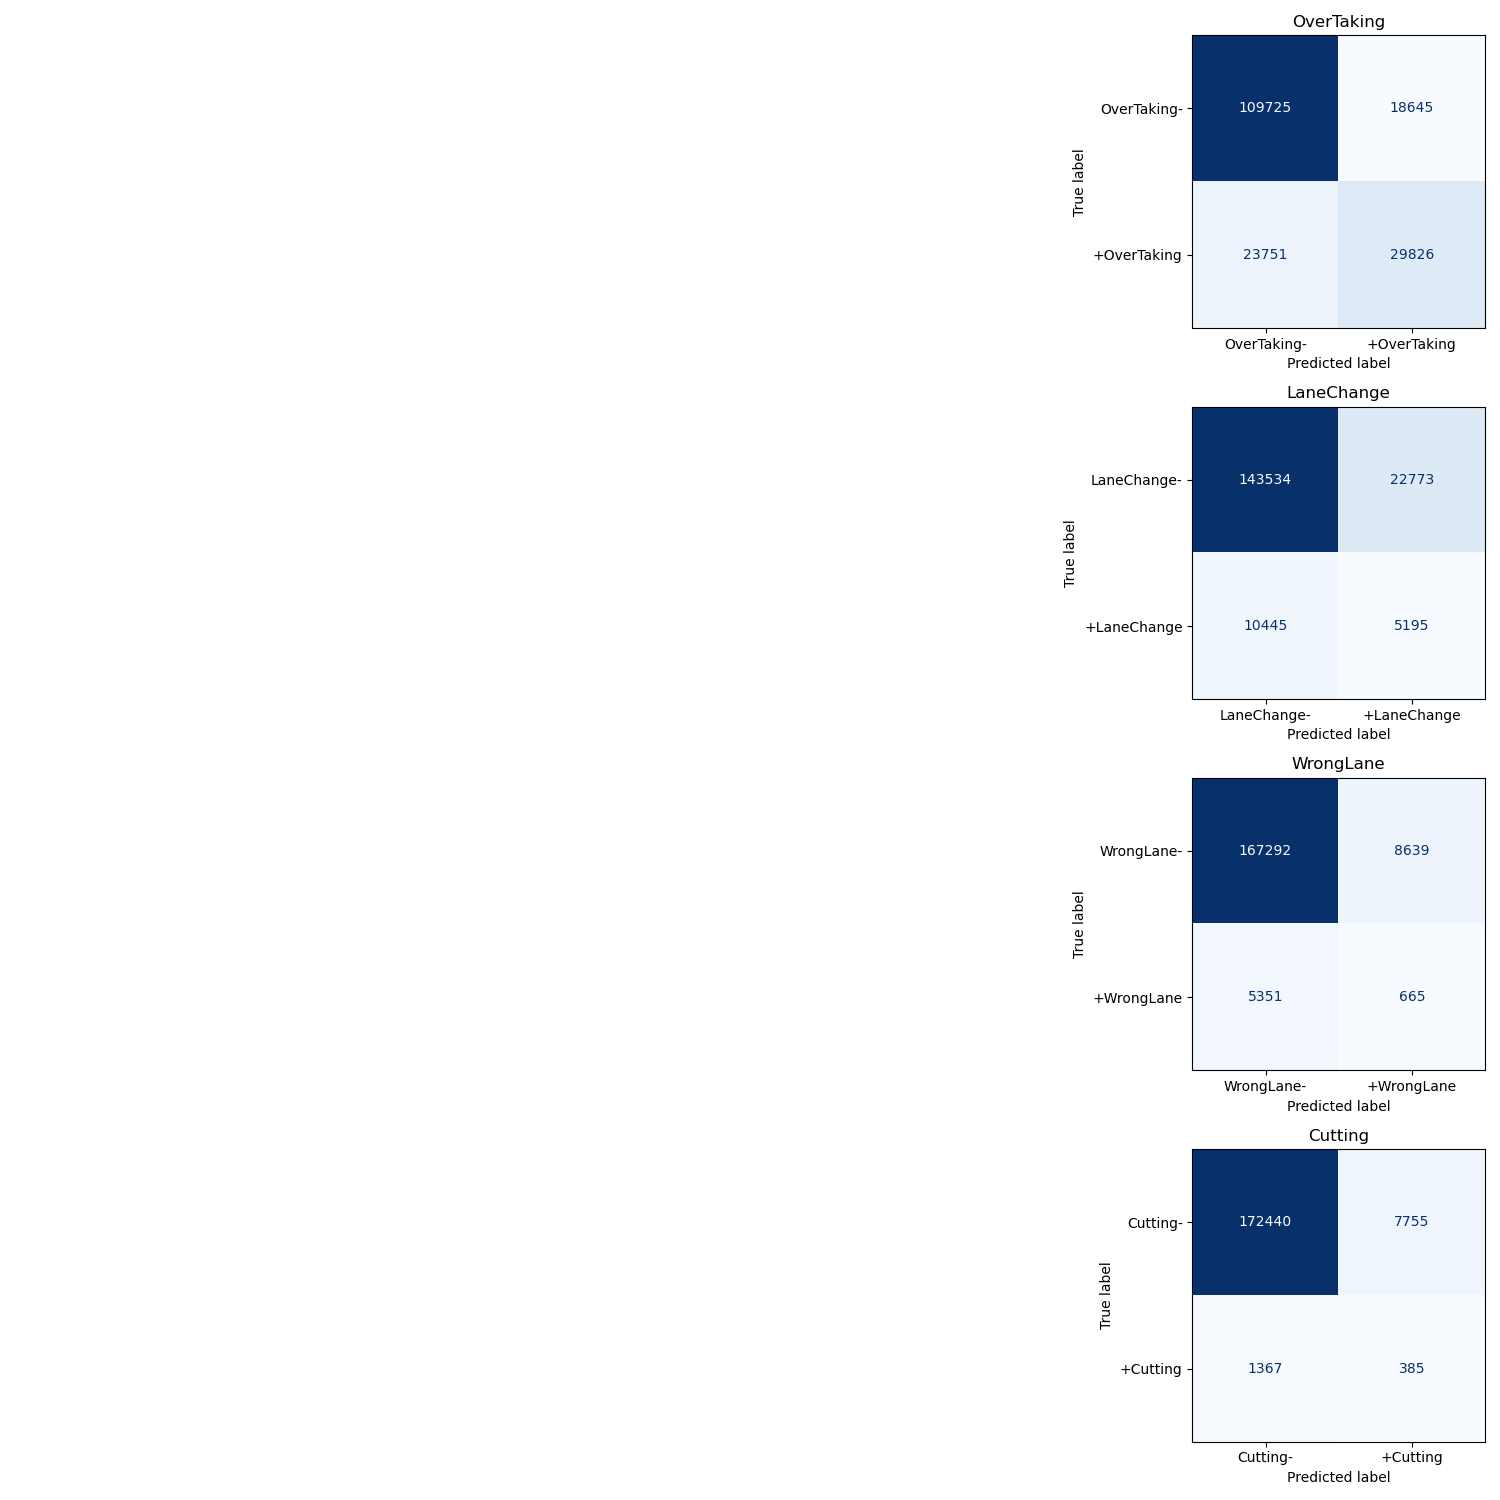 OverTaking
OverTaking-
109725 18645
True label
+OverTaking
23751 29826
OverTaking- +OverTaking
Predicted label
LaneChange
LaneChange-
143534 22773
True label
+LaneChange
10445 5195
LaneChange- +LaneChange
Predicted label
WrongLane
WrongLane-
167292 8639
True label
+WrongLane
5351 665
WrongLane- +WrongLane
Predicted label
Cutting
Cutting-
172440 7755
True label
+Cutting
1367 385
Cutting- +Cutting
Predicted label